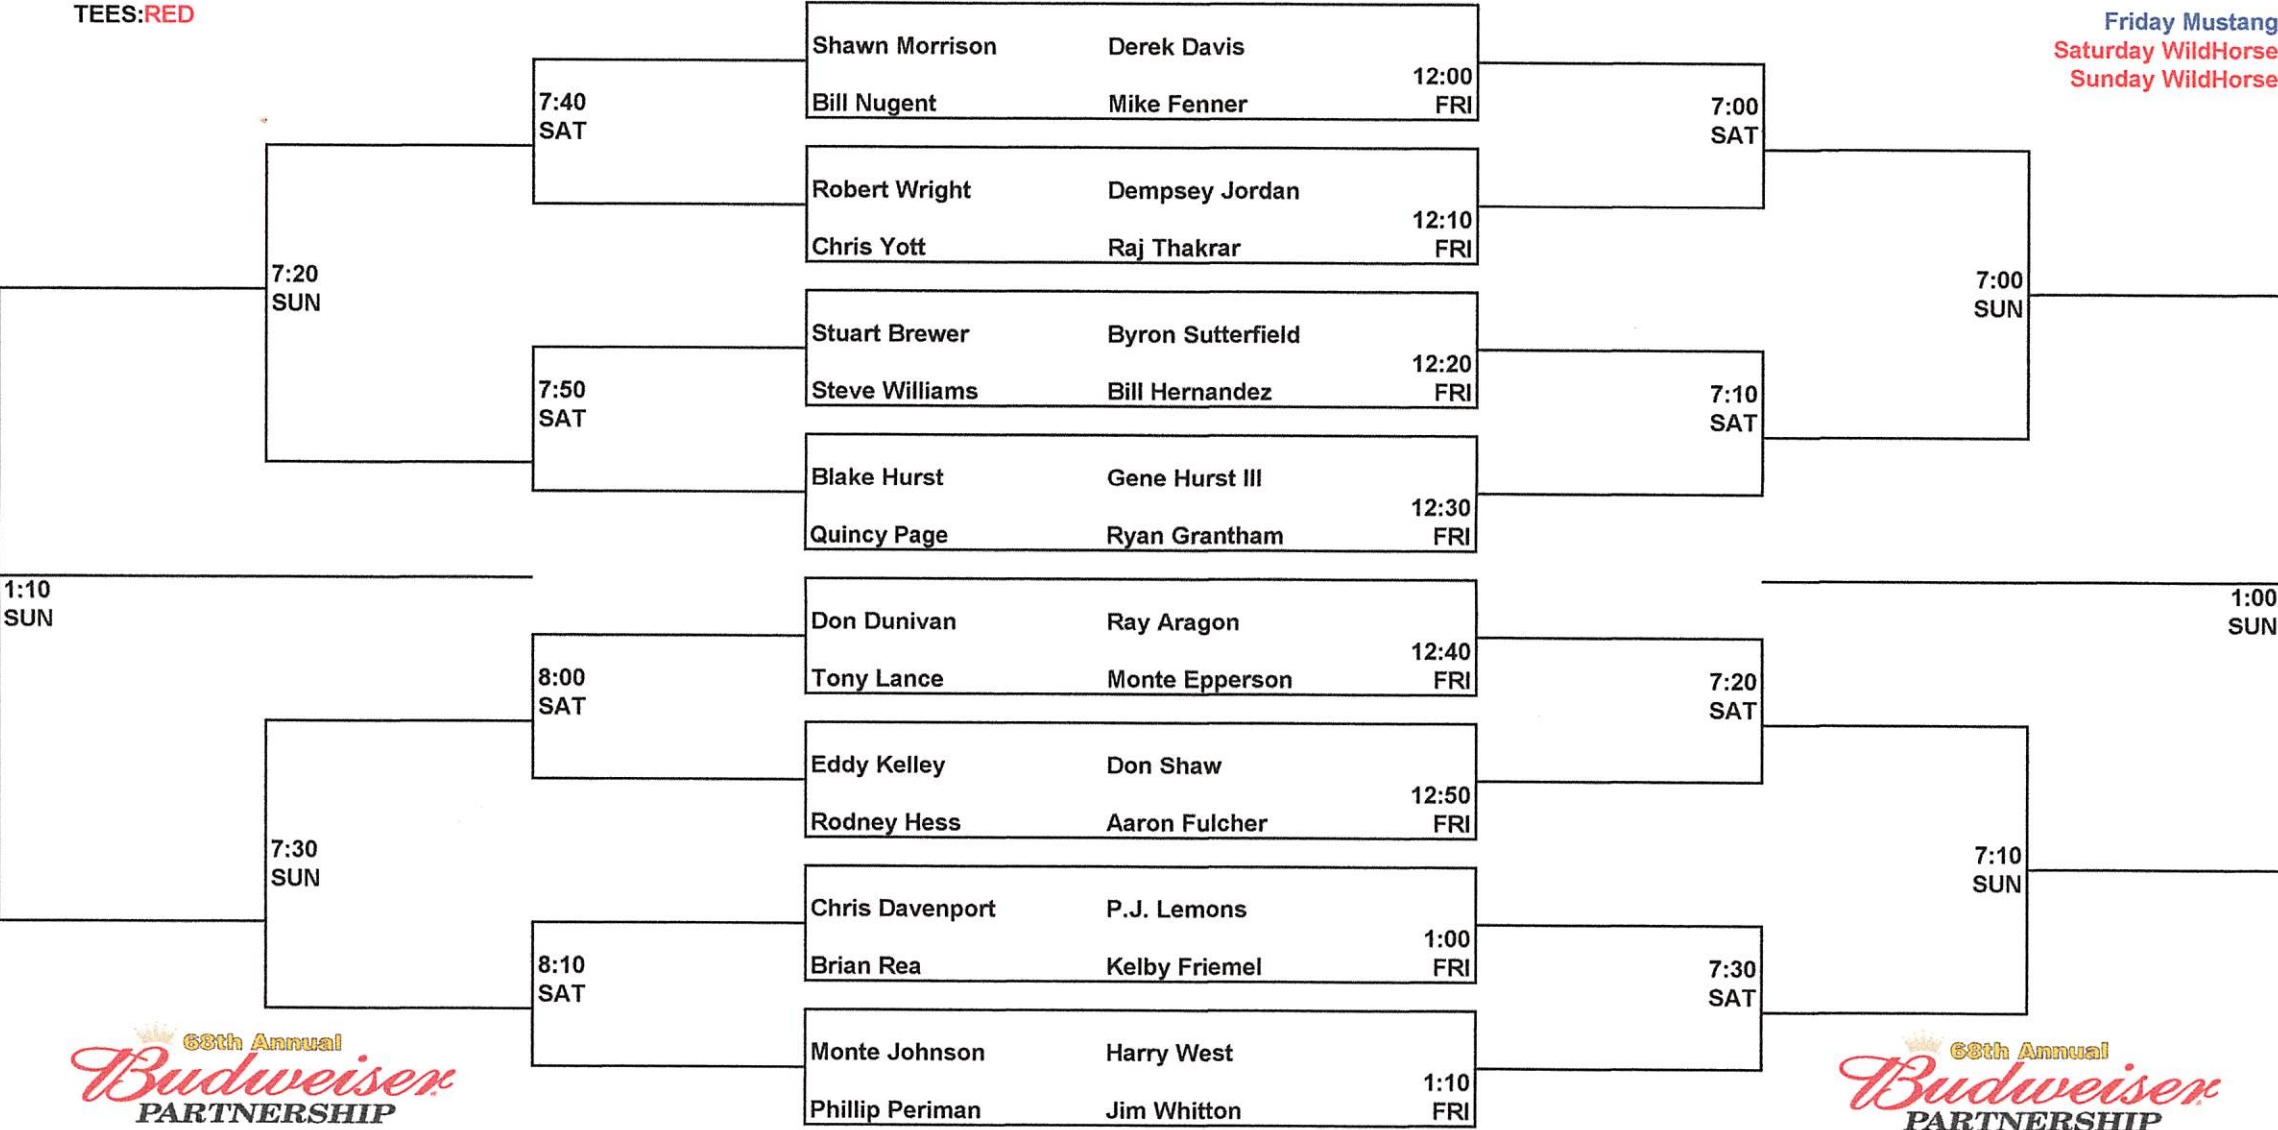 TEES:RED
Friday Mustang
Saturday WildHorse
Sunday WildHorse
Shawn Morrison Derek Davis
12:00
Bill Nugent Mike Fenner FRI
7:40
SAT
7:00
SAT
Robert Wright Dempsey Jordan
12:10
Chris Yott Raj Thakrar FRI
7:20
SUN
7:00
SUN
Stuart Brewer Byron Sutterfield
12:20
Steve Williams Bill Hernandez FRI
7:50
SAT
7:10
SAT
Blake Hurst Gene Hurst III
12:30
Quincy Page Ryan Grantham FRI
1:10
SUN
1:00
SUN
Don Dunivan Ray Aragon
12:40
Tony Lance Monte Epperson FRI
8:00
SAT
7:20
SAT
Eddy Kelley Don Shaw
12:50
Rodney Hess Aaron Fulcher FRI
7:30
SUN
7:10
SUN
Chris Davenport P.J. Lemons
1:00
Brian Rea Kelby Friemel FRI
8:10
SAT
7:30
SAT
Monte Johnson Harry West
1:10
Phillip Periman Jim Whitton FRI
68th Annual
Budweiser
PARTNERSHIP
68th Annual
Budweiser
PARTNERSHIP